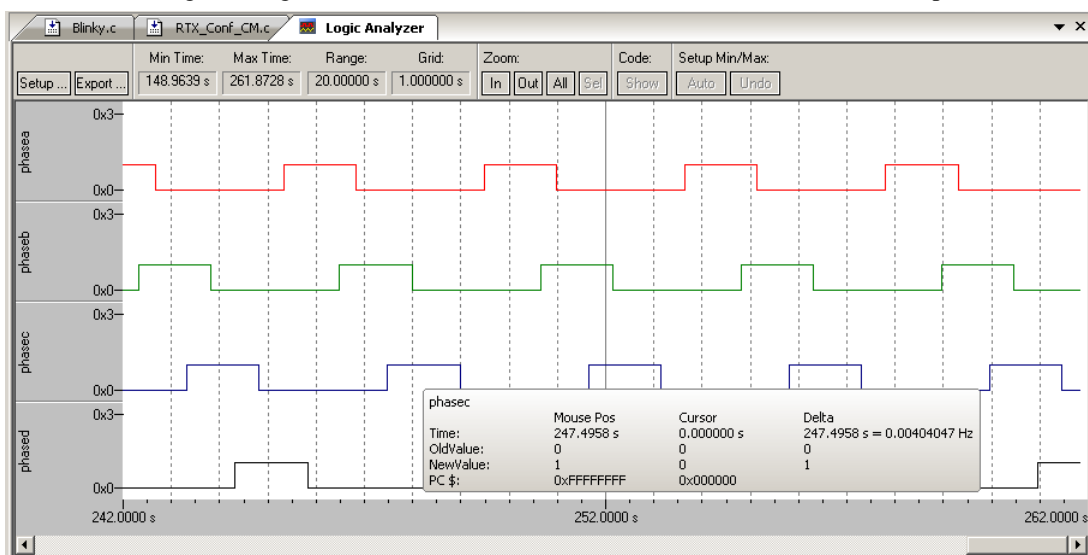 Blinky.c RTX_Conf_CM.c Logic Analyzer
Min Time: Max Time: Range: Grid: Zoom: Code: Setup Min/Max:
Setup ... Export ... 148.9639 s 261.8728 s 20.00000 s 1.000000 s In Out All Sel Show Auto Undo
0x3
phasea
0x0
0x3
phaseb
0x0
0x3
phasec
0x0
0x3
phased
0x0
phasec
Mouse Pos Cursor Delta
Time: 247.4958 s 0.000000 s 247.4958 s = 0.00404047 Hz
OldValue: 0 0 0
NewValue: 1 0 1
PC $: 0xFFFFFFFF 0x000000
242.0000 s 252.0000 s 262.0000 s